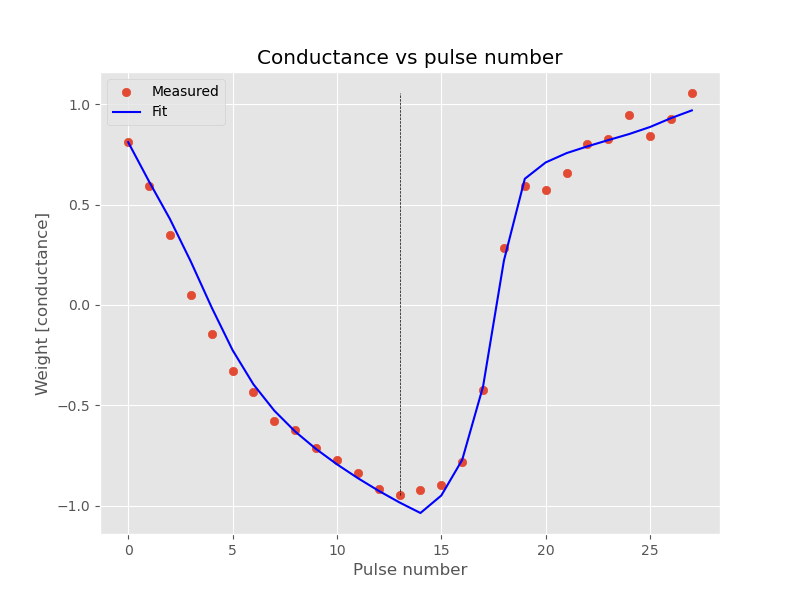 Conductance vs pulse number
Measured
Fit
1.0
0.5
0.0
−0.5
−1.0
Weight [conductance]
0
5
10
15
20
25
Pulse number